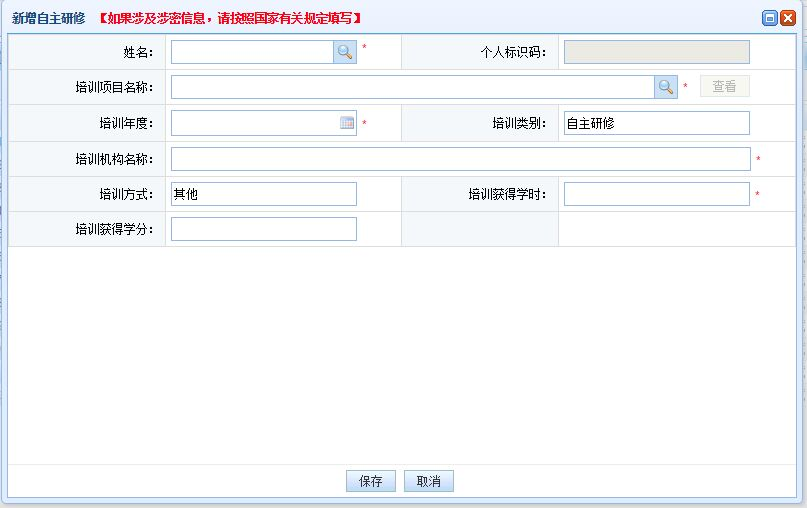 新增自主研修 【如果涉及涉密信息，请按照国家有关规定填写】
姓名： * 个人标识码：
培训项目名称： * 查看
培训年度： * 培训类别： 自主研修
培训机构名称： *
培训方式： 其他 培训获得学时： *
培训获得学分：
保存 取消